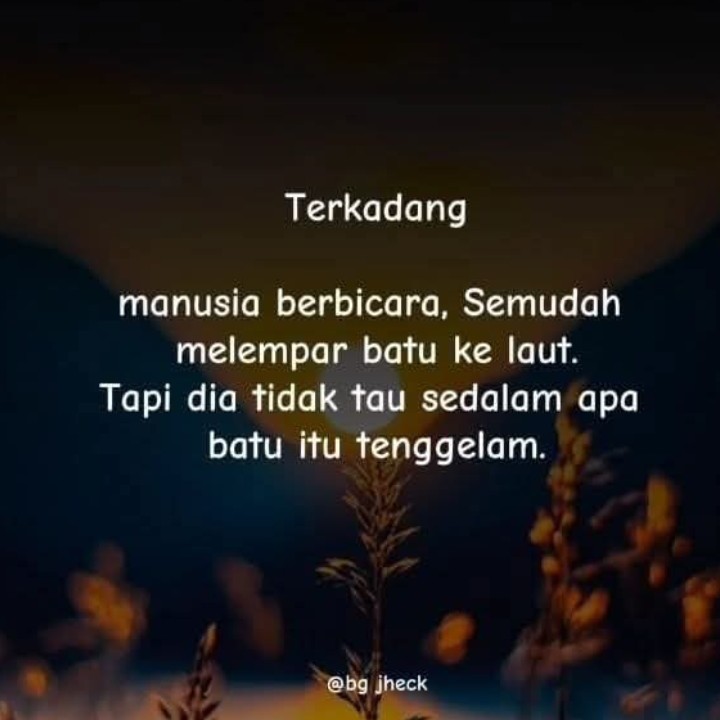 Terkadang
manusia berbicara, Semudah
melempar batu ke laut.
Tapi dia tidak tau sedalam apa
batu itu tenggelam.
@bg jheck